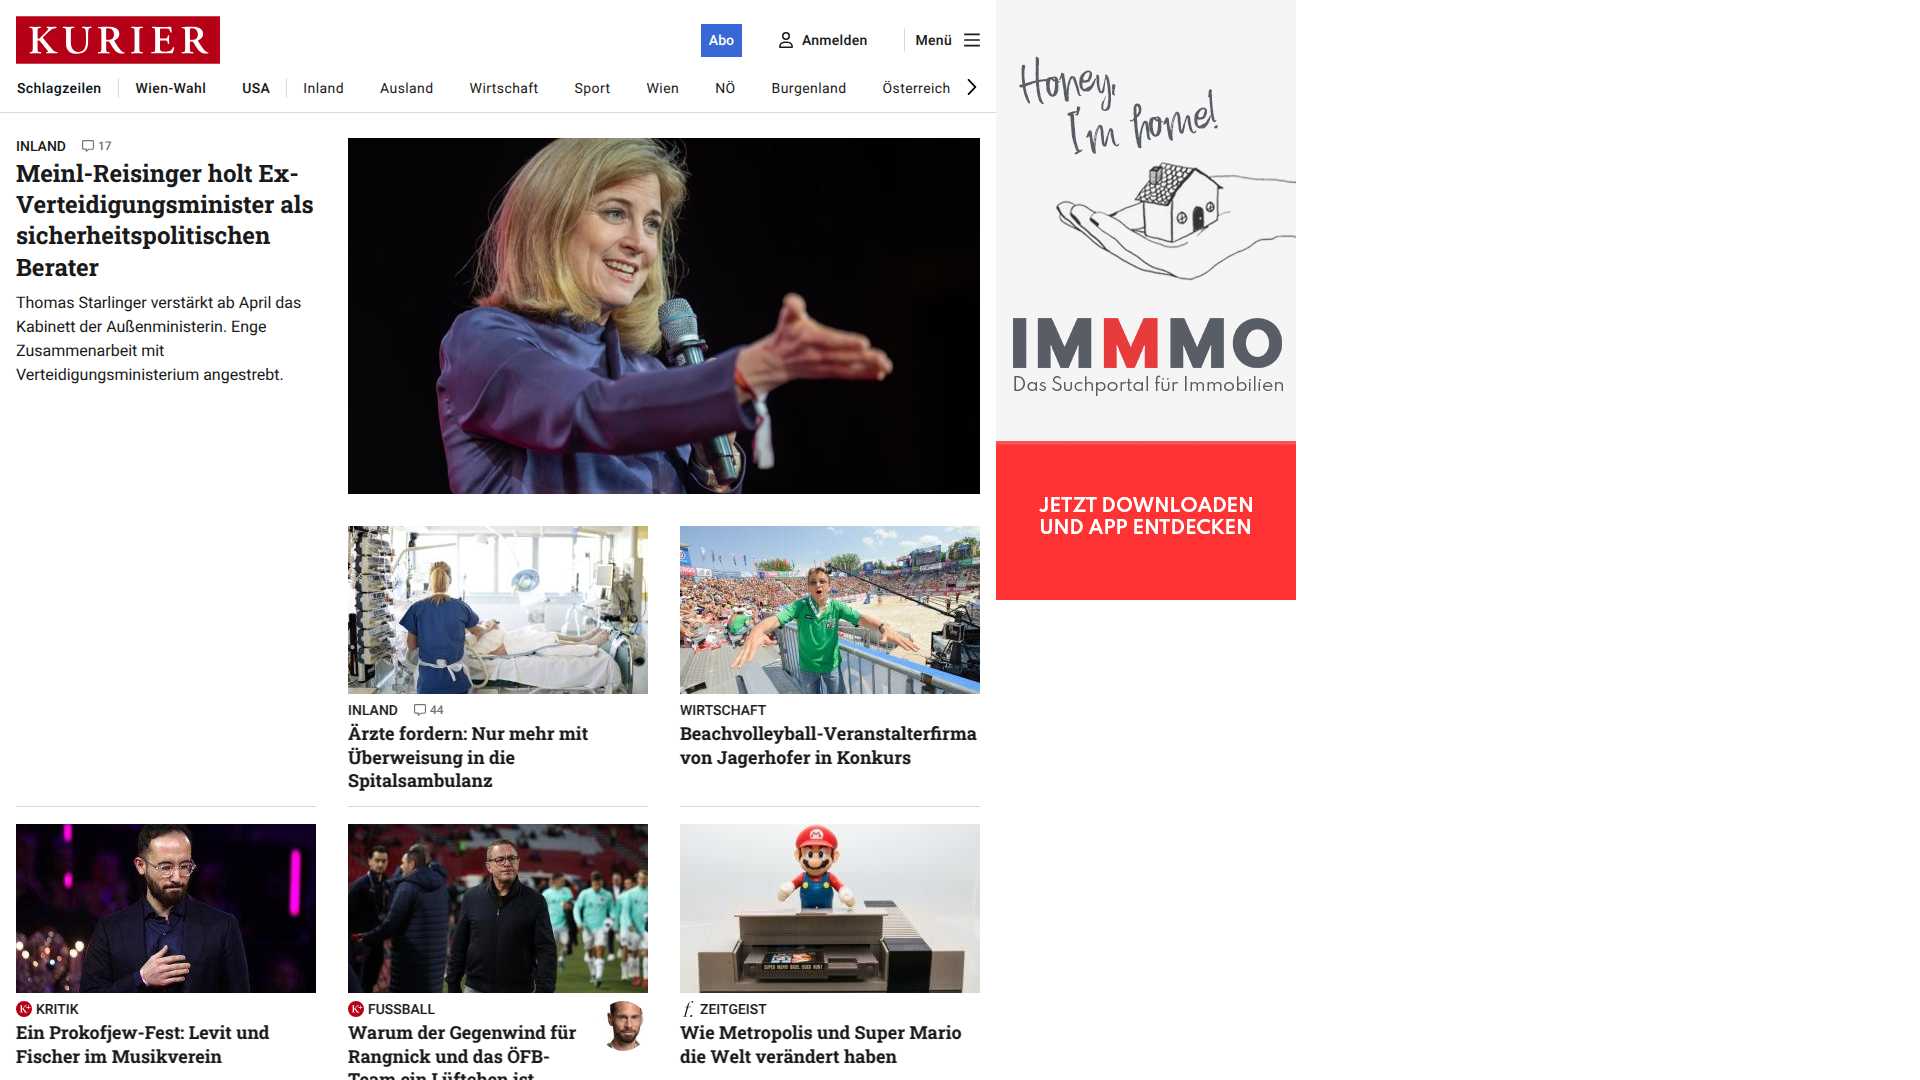 KURIER
Abo
Anmelden
Menü
Schlagzeilen
Wien-Wahl
USA
Inland
Ausland
Wirtschaft
Sport
Wien
NÖ
Burgenland
Österreich
INLAND 17
Meinl-Reisinger holt Ex-
Verteidigungsminister als
sicherheitspolitischen
Berater
Thomas Starlinger verstärkt ab April das
Kabinett der Außenministerin. Enge
Zusammenarbeit mit
Verteidigungsministerium angestrebt.
INLAND 44
Ärzte fordern: Nur mehr mit
Überweisung in die
Spitalsambulanz
WIRTSCHAFT
Beachvolleyball-Veranstalterfirma
von Jagerhofer in Konkurs
K+ KRITIK
Ein Prokofjew-Fest: Levit und
Fischer im Musikverein
K+ FUSSBALL
Warum der Gegenwind für
Rangnick und das ÖFB-
Team ein Lüftchen ist
f. ZEITGEIST
Wie Metropolis und Super Mario
die Welt verändert haben
Honey,
I'm home!
IMMMO
Das Suchportal für Immobilien
JETZT DOWNLOADEN
UND APP ENTDECKEN